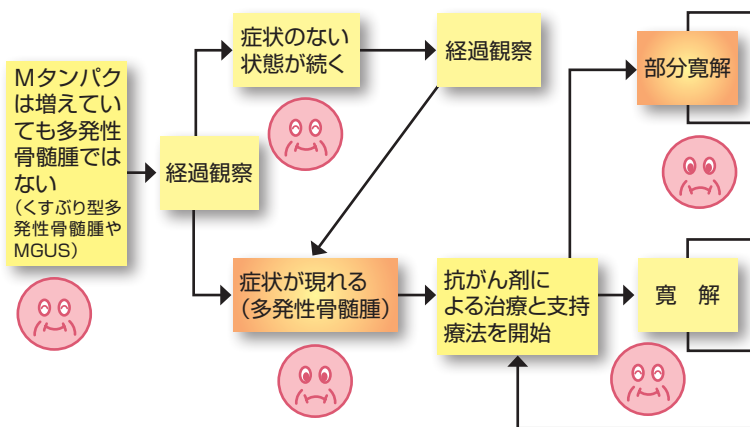 Mタンパク
は増えてい
ても多発性
骨髄腫では
ない
(くすぶり型多
発性骨髄腫や
MGUS)
経過観察
症状のない
状態が続く
経過観察
症状が現れる
(多発性骨髄腫)
抗がん剤に
よる治療と支持
療法を開始
部分寛解
寛 解